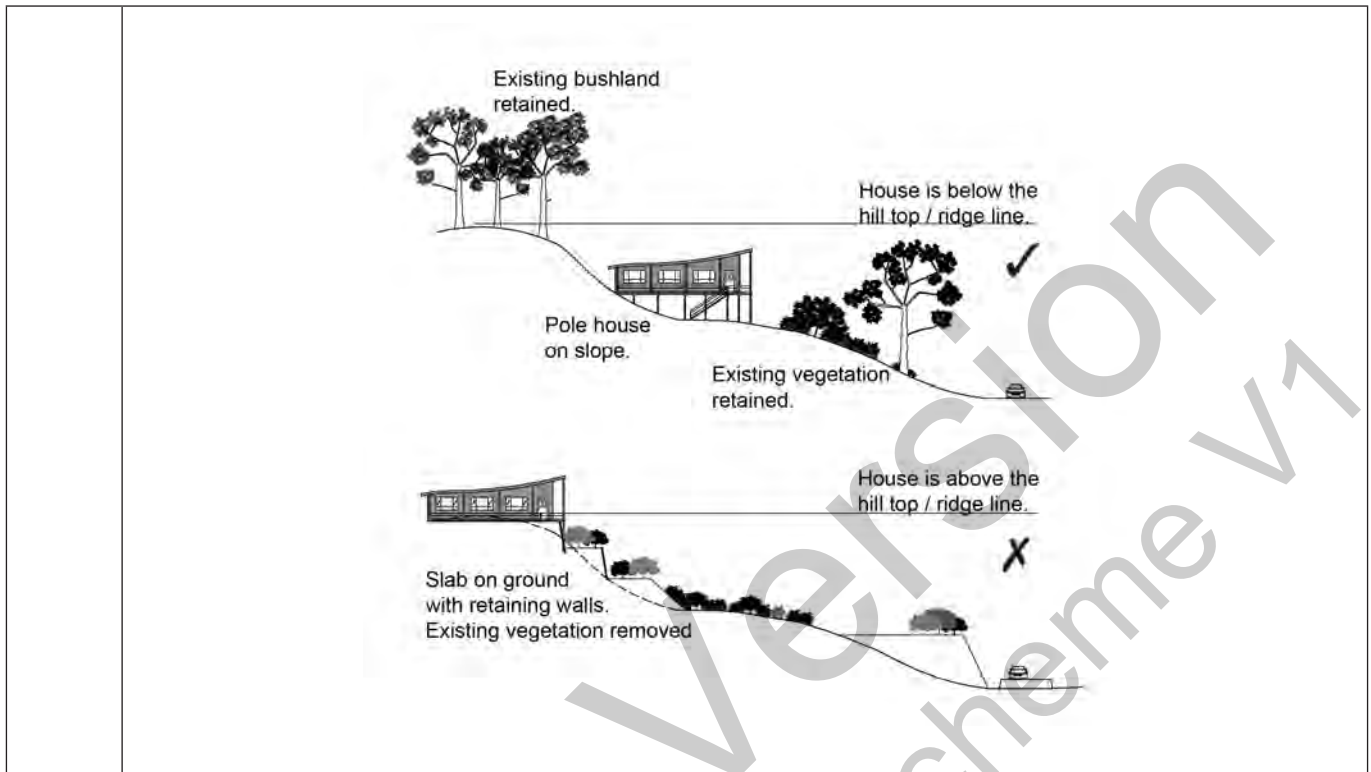 Existing bushland
retained.
House is below the
hill top / ridge line.
✓
Pole house
on slope.
Existing vegetation
retained.
House is above the
hill top / ridge line.
X
Slab on ground
with retaining walls.
Existing vegetation removed
Version
scheme V1